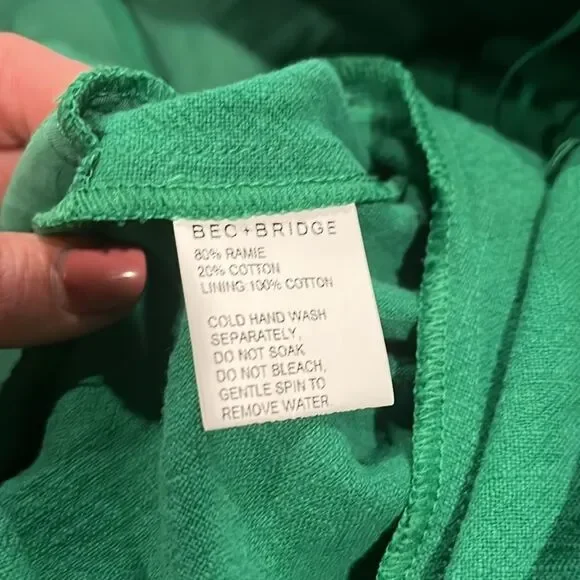 BEC + BRIDGE
80% RAMIE
20% COTTON
LINING:100% COTTON
COLD HAND WASH
SEPARATELY,
DO NOT SOAK
DO NOT BLEACH,
GENTLE SPIN TO
REMOVE WATER.